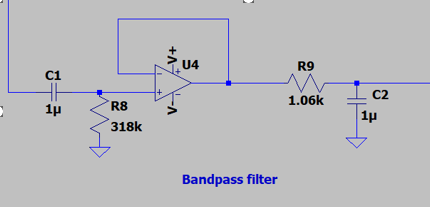 V+
U4
C1
1µ
R8
318k
V-
R9
1.06k
C2
1µ
Bandpass filter